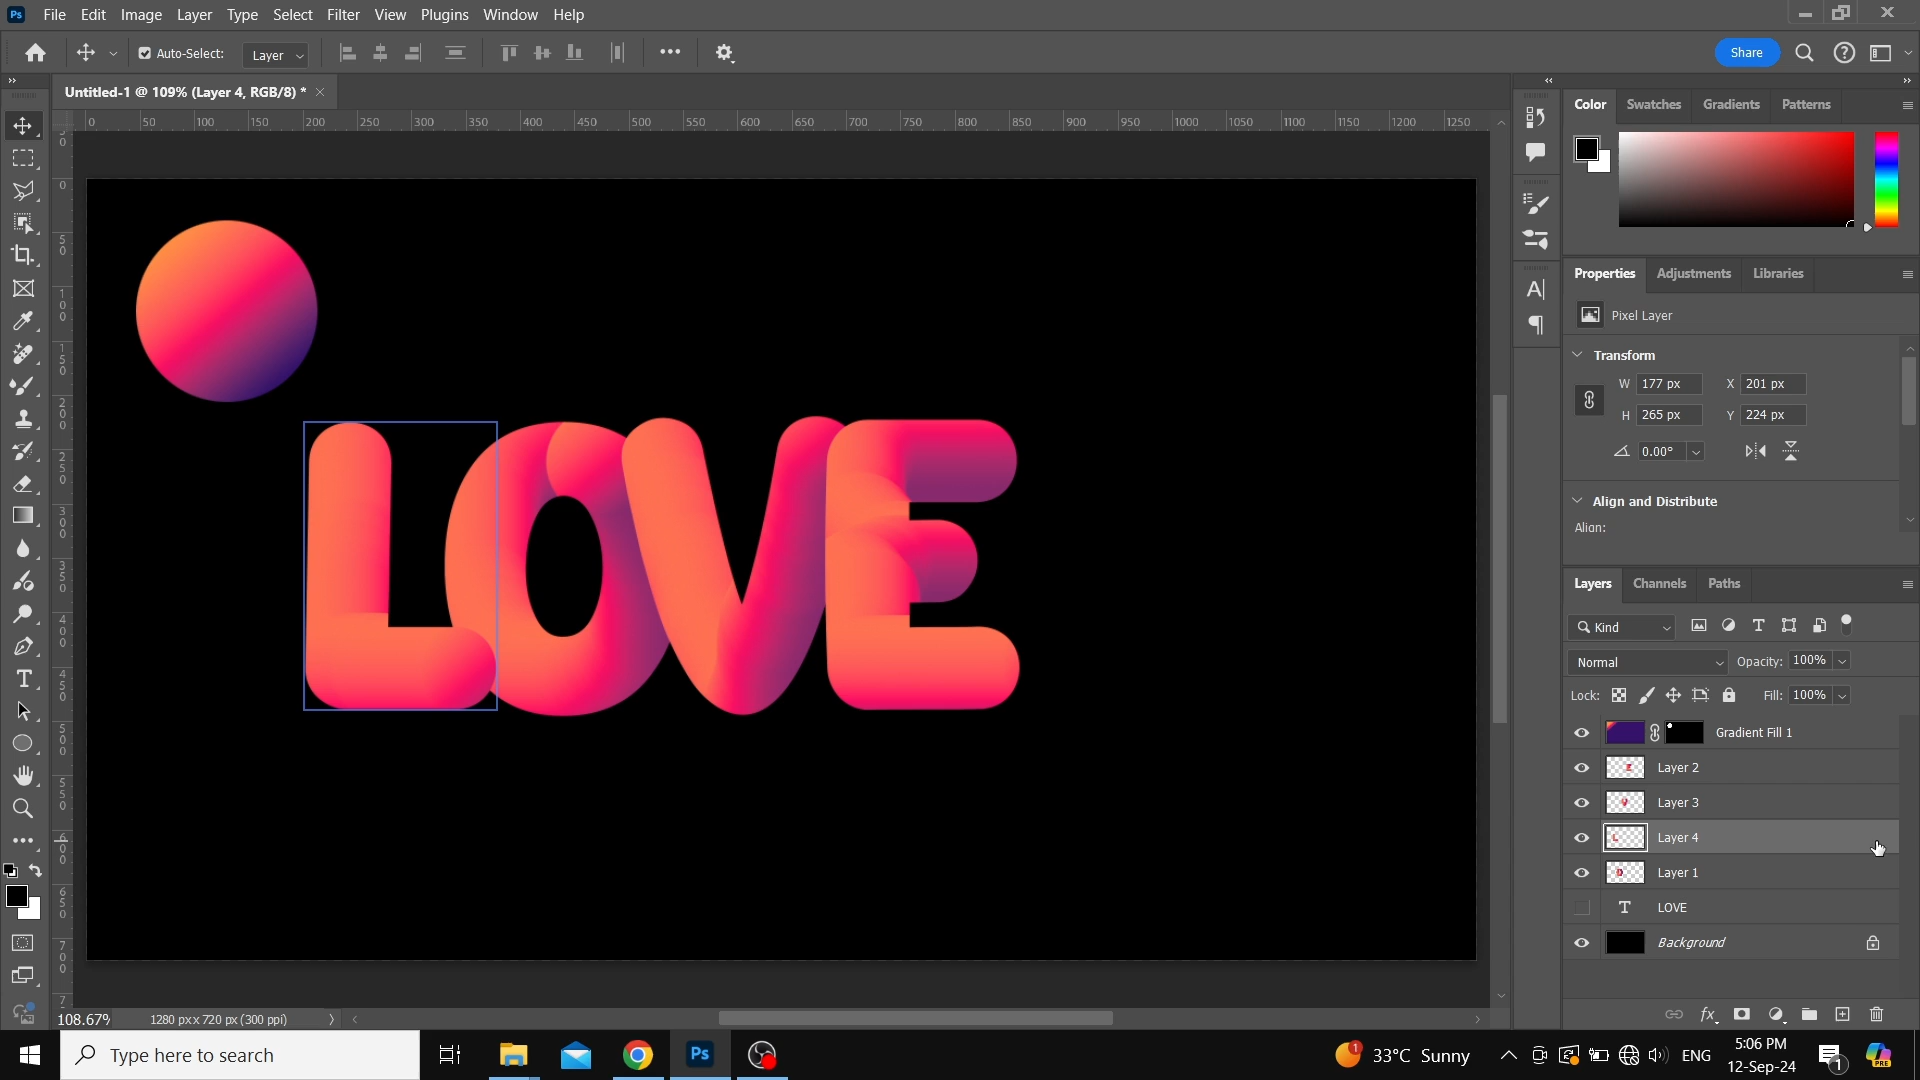 Ps File Edit Image Layer Type Select Filter View Plugins Window Help
Auto-Select: Layer ••• Share
Untitled-1 @ 109% (Layer 4, RGB/8) *
0 50 100 150 200 250 300 350 400 450 500 550 600 650 700 750 800 850 900 950 1000 1050 1100 1150 1200 1250
LOVE
108.67% 1280 px x 720 px (300 ppi)
Color Swatches Gradients Patterns
Properties Adjustments Libraries
Pixel Layer
Transform
W 177 px X 201 px
H 265 px Y 224 px
0.00°
Align and Distribute
Align:
Layers Channels Paths
Kind
Normal Opacity: 100%
Lock: Fill: 100%
Gradient Fill 1
Layer 2
Layer 3
Layer 4
Layer 1
T LOVE
Background
fx
Type here to search
Ps
1 33°C Sunny ENG
5:06 PM
12-Sep-24
1
PRE